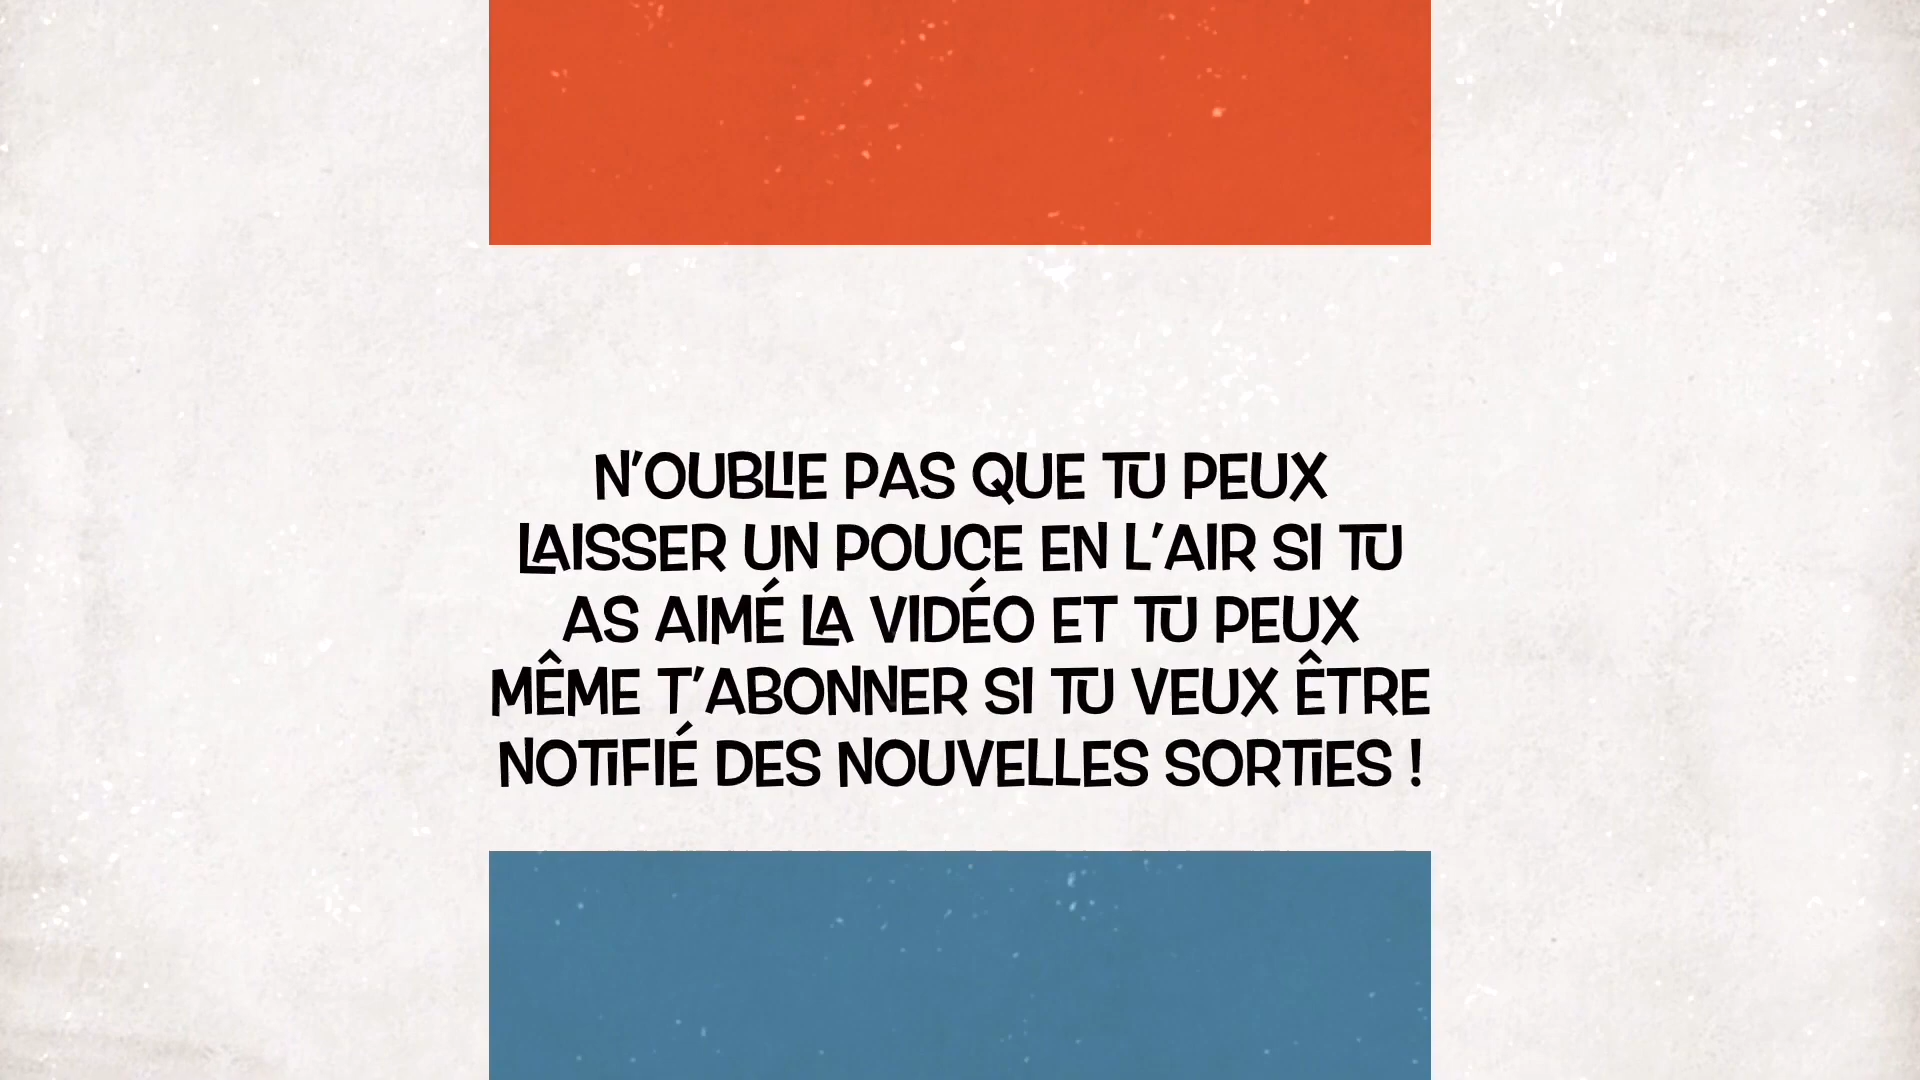 N'OUBLIE PAS QUE TU PEUX
LAISSER UN POUCE EN L'AIR SI TU
AS AIMÉ LA VIDÉO ET TU PEUX
MÊME T'ABONNER SI TU VEUX ÊTRE
NOTIFIÉ DES NOUVELLES SORTIES !